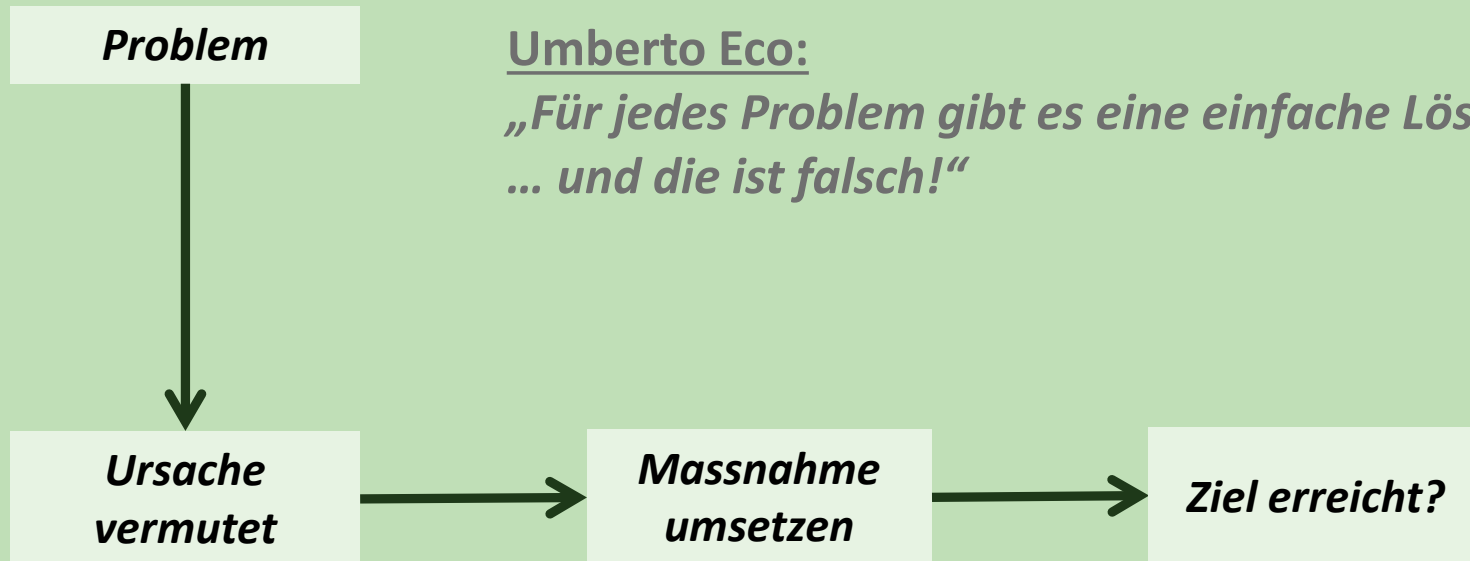 Problem
Umberto Eco:
„Für jedes Problem gibt es eine einfache Lös
… und die ist falsch!“
Ursache
vermutet
Massnahme
umsetzen
Ziel erreicht?